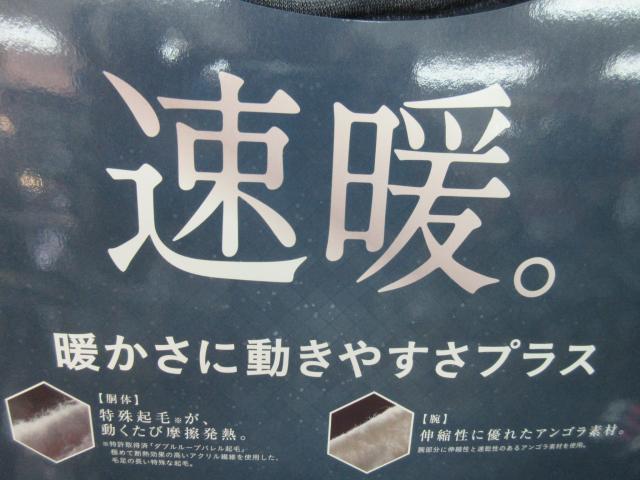 速暖。
暖かさに動きやすさプラス
【胴体】
特殊起毛※が、
動くたび摩擦発熱。
※特許取得済「ダブルループバレル起毛」
極めて断熱効果の高いアクリル繊維を使用した、
毛足の長い特殊な起毛。
【腕】
伸縮性に優れたアンゴラ素材。
腕部分に伸縮性と速乾性のあるアンゴラ素材を使用。